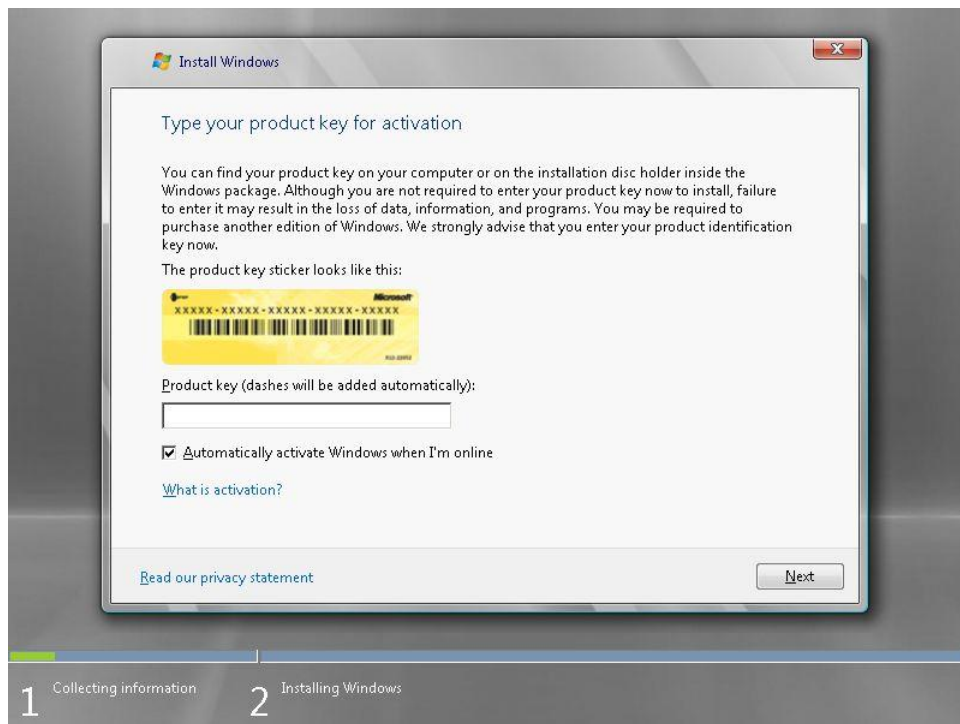 Install Windows
Type your product key for activation
You can find your product key on your computer or on the installation disc holder inside the
Windows package. Although you are not required to enter your product key now to install, failure
to enter it may result in the loss of data, information, and programs. You may be required to
purchase another edition of Windows. We strongly advise that you enter your product identification
key now.
The product key sticker looks like this:
Microsoft
XXXXX-XXXXX-XXXXX-XXXXX-XXXXX
Product key (dashes will be added automatically):
Automatically activate Windows when I'm online
What is activation?
Read our privacy statement
Next
1 Collecting information
2 Installing Windows